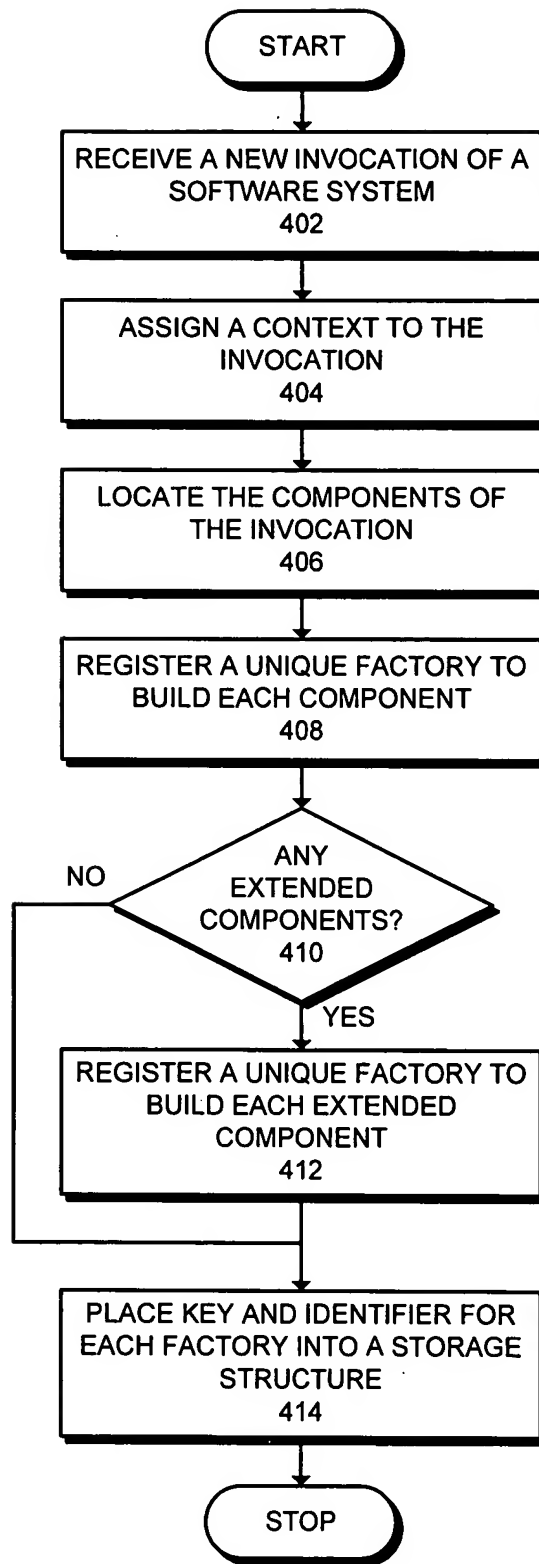 START
RECEIVE A NEW INVOCATION OF A
SOFTWARE SYSTEM
402
ASSIGN A CONTEXT TO THE
INVOCATION
404
LOCATE THE COMPONENTS OF
THE INVOCATION
406
REGISTER A UNIQUE FACTORY TO
BUILD EACH COMPONENT
408
ANY
EXTENDED
COMPONENTS?
410
NO
YES
REGISTER A UNIQUE FACTORY TO
BUILD EACH EXTENDED
COMPONENT
412
PLACE KEY AND IDENTIFIER FOR
EACH FACTORY INTO A STORAGE
STRUCTURE
414
STOP